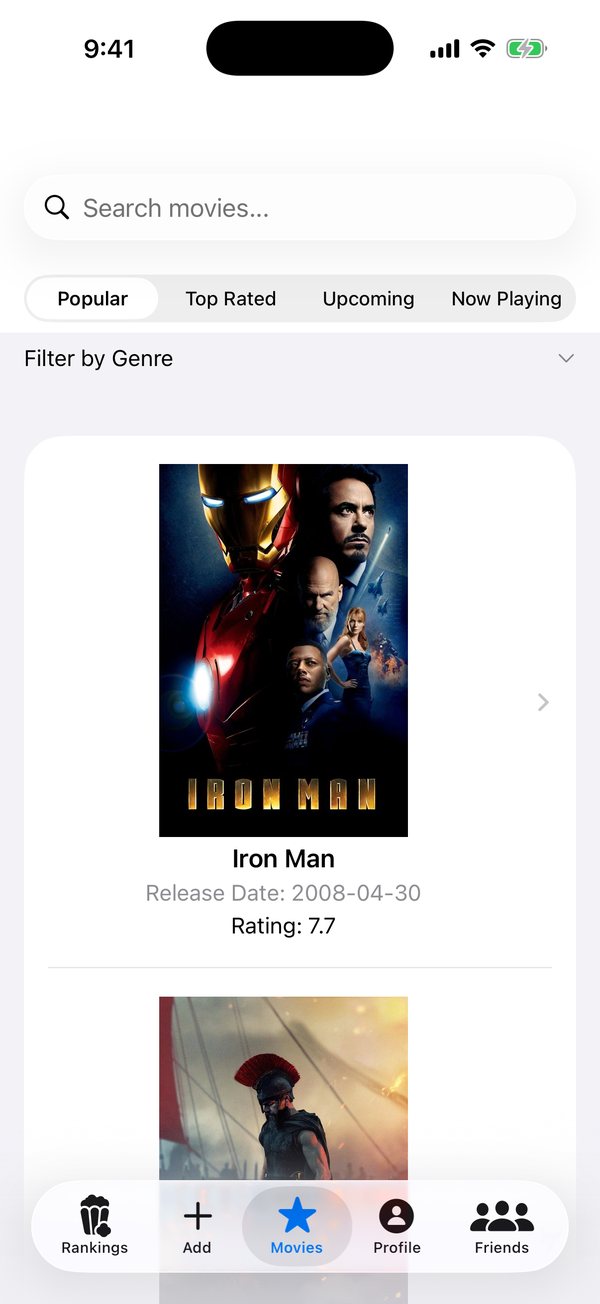 9:41
Search movies...
Popular Top Rated Upcoming Now Playing
Filter by Genre
IRON MAN
Iron Man
Release Date: 2008-04-30
Rating: 7.7
Rankings Add Movies Profile Friends